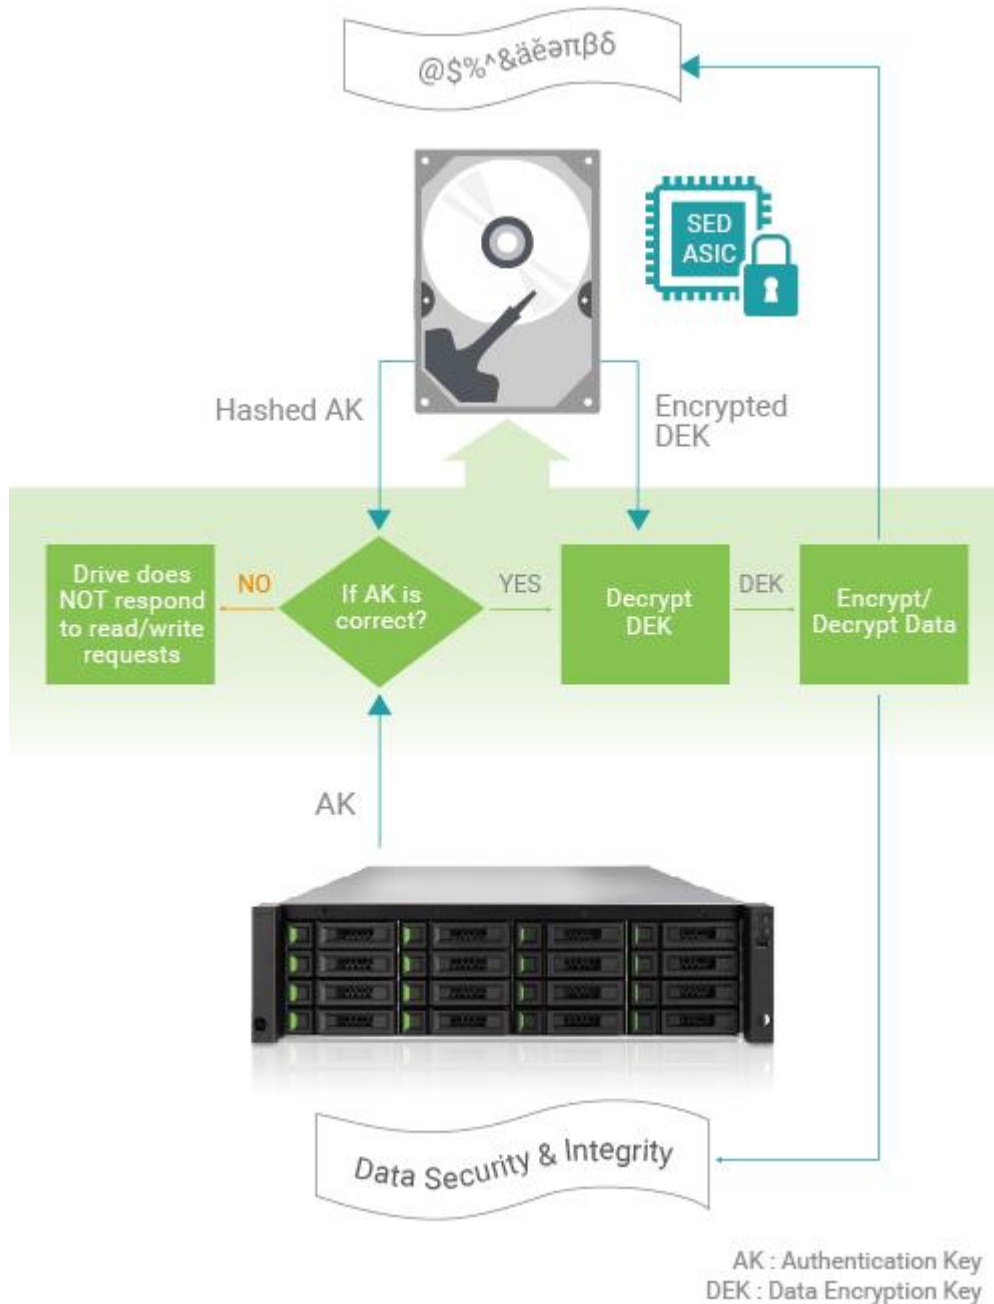 @$%^&äěəπβδ
SED
ASIC
Hashed AK
Encrypted
DEK
Drive does
NOT respond
to read/write
requests
NO
If AK is
correct?
YES
Decrypt
DEK
DEK
Encrypt/
Decrypt Data
AK
Data Security & Integrity
AK : Authentication Key
DEK : Data Encryption Key